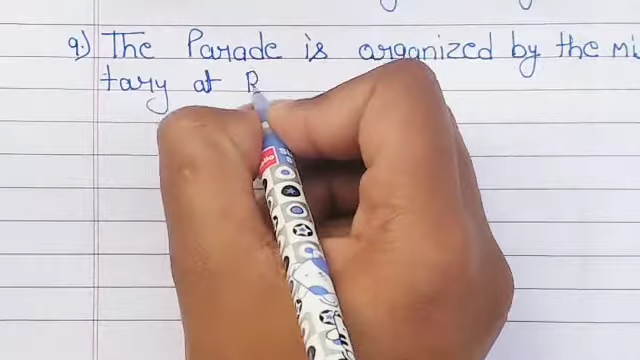 9.) The Parade is organized by the mi
tary at R